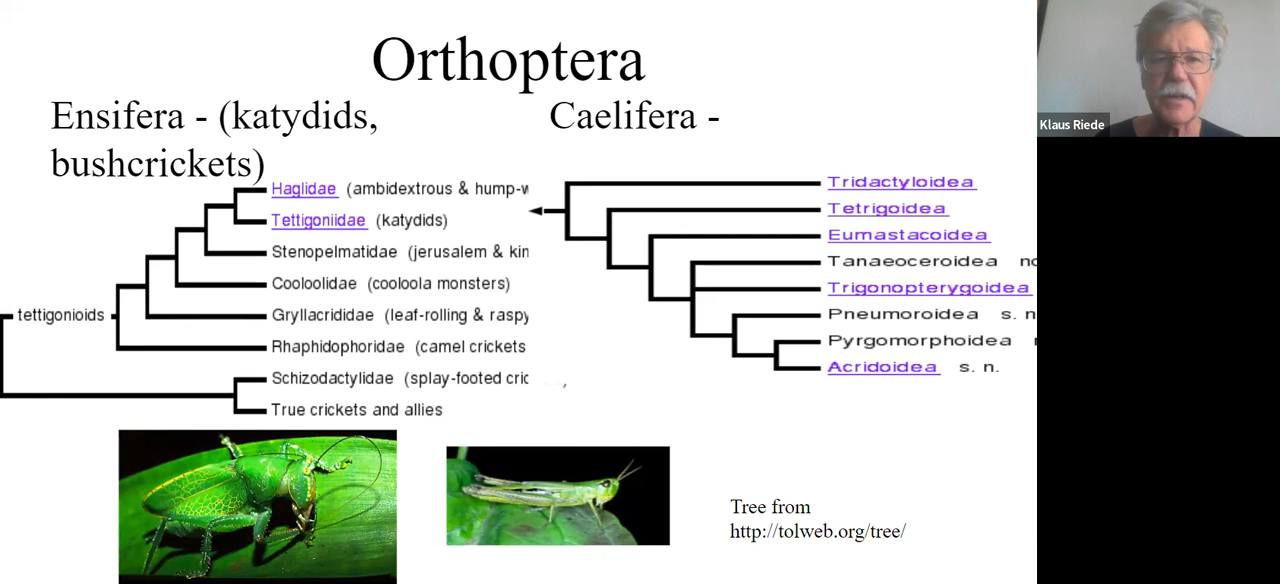 Orthoptera
Ensifera - (katydids,
bushcrickets)
Caelifera -
Haglidae (ambidextrous & hump-w
Tettigoniidae (katydids)
Stenopelmatidae (jerusalem & kin
Cooloolidae (cooloola monsters)
tettigonioids
Gryllacrididae (leaf-rolling & raspy
Rhaphidophoridae (camel crickets
Schizodactylidae (splay-footed cric
True crickets and allies
Tridactyloidea
Tetrigoidea
Eumastacoidea
Tanaeoceroidea no
Trigonopterygoidea
Pneumoroidea s. n
Pyrgomorphoidea
Acridoidea s. n.
Tree from
http://tolweb.org/tree/
Klaus Riede